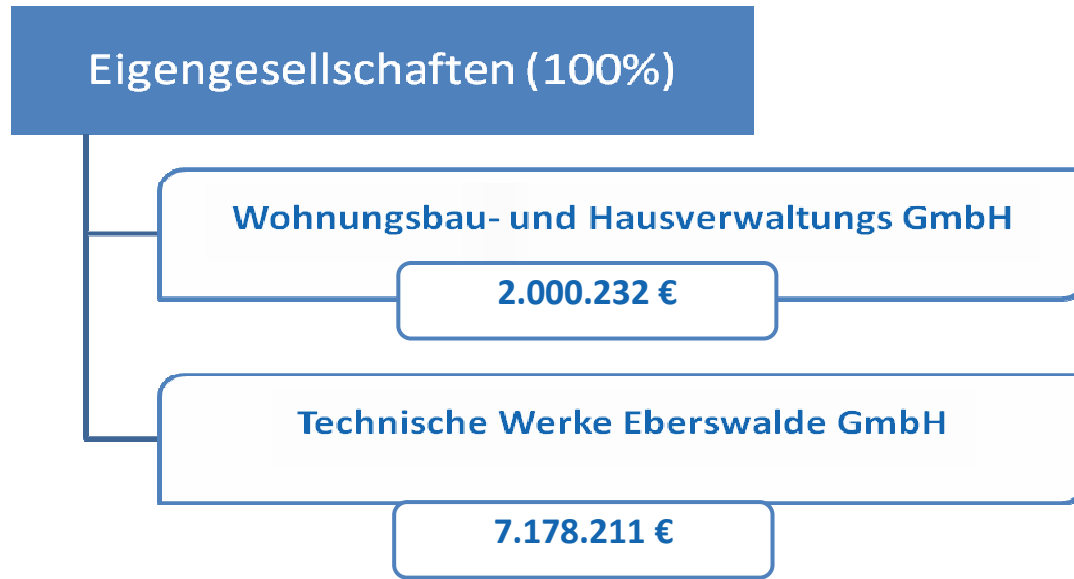 Eigengesellschaften (100%)
Wohnungsbau- und Hausverwaltungs GmbH
2.000.232 €
Technische Werke Eberswalde GmbH
7.178.211 €